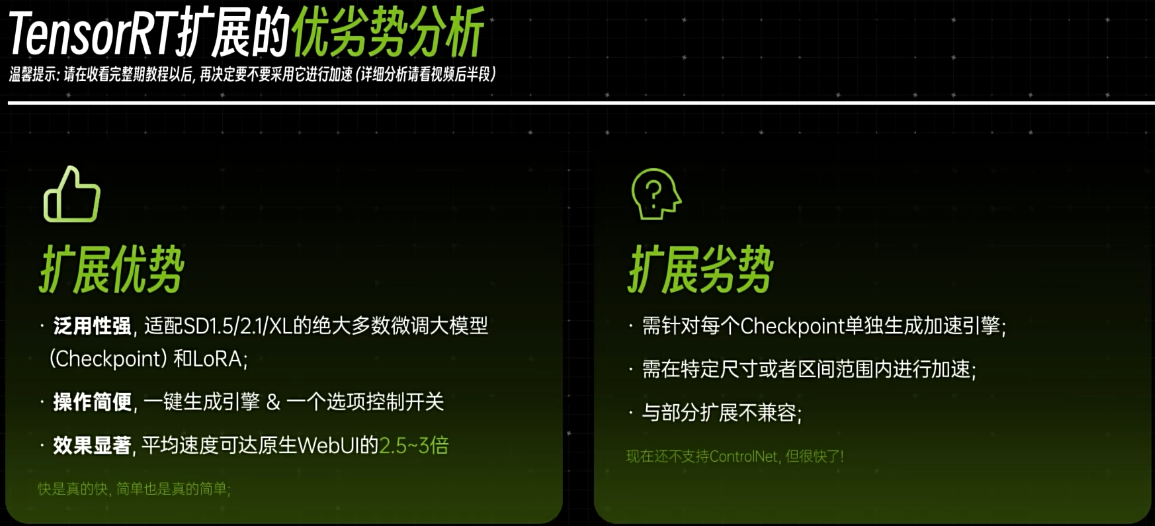 TensorRT扩展的优劣势分析
温馨提示: 请在收看完整期教程以后, 再决定要不要采用它进行加速 (详细分析请看视频后半段)
扩展优势
· 泛用性强, 适配SD1.5/2.1/XL的绝大多数微调大模型
(Checkpoint) 和LoRA;
· 操作简便, 一键生成引擎 & 一个选项控制开关
· 效果显著, 平均速度可达原生WebUI的2.5~3倍
快是真的快, 简单也是真的简单;
扩展劣势
· 需针对每个Checkpoint单独生成加速引擎;
· 需在特定尺寸或者区间范围内进行加速;
· 与部分扩展不兼容;
现在还不支持ControlNet, 但很快了!